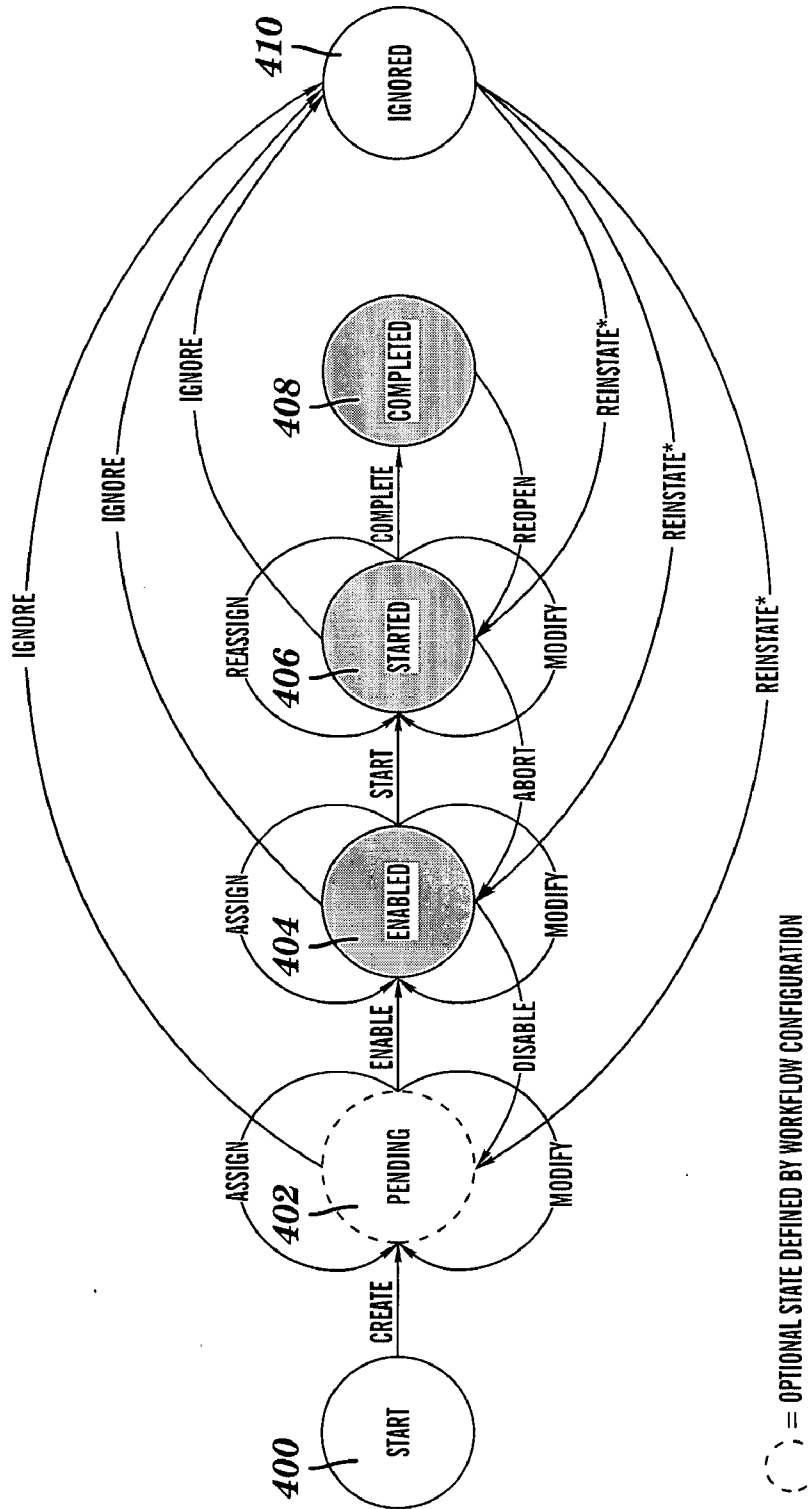 IGNORE
IGNORE
IGNORE
ASSIGN
ASSIGN
REASSIGN
400
402
404
406
408
410
START
CREATE
PENDING
ENABLE
ENABLED
START
STARTED
COMPLETE
COMPLETED
IGNORED
MODIFY
DISABLE
MODIFY
ABORT
MODIFY
REOPEN
REINSTATE*
REINSTATE*
REINSTATE*
= OPTIONAL STATE DEFINED BY WORKFLOW CONFIGURATION